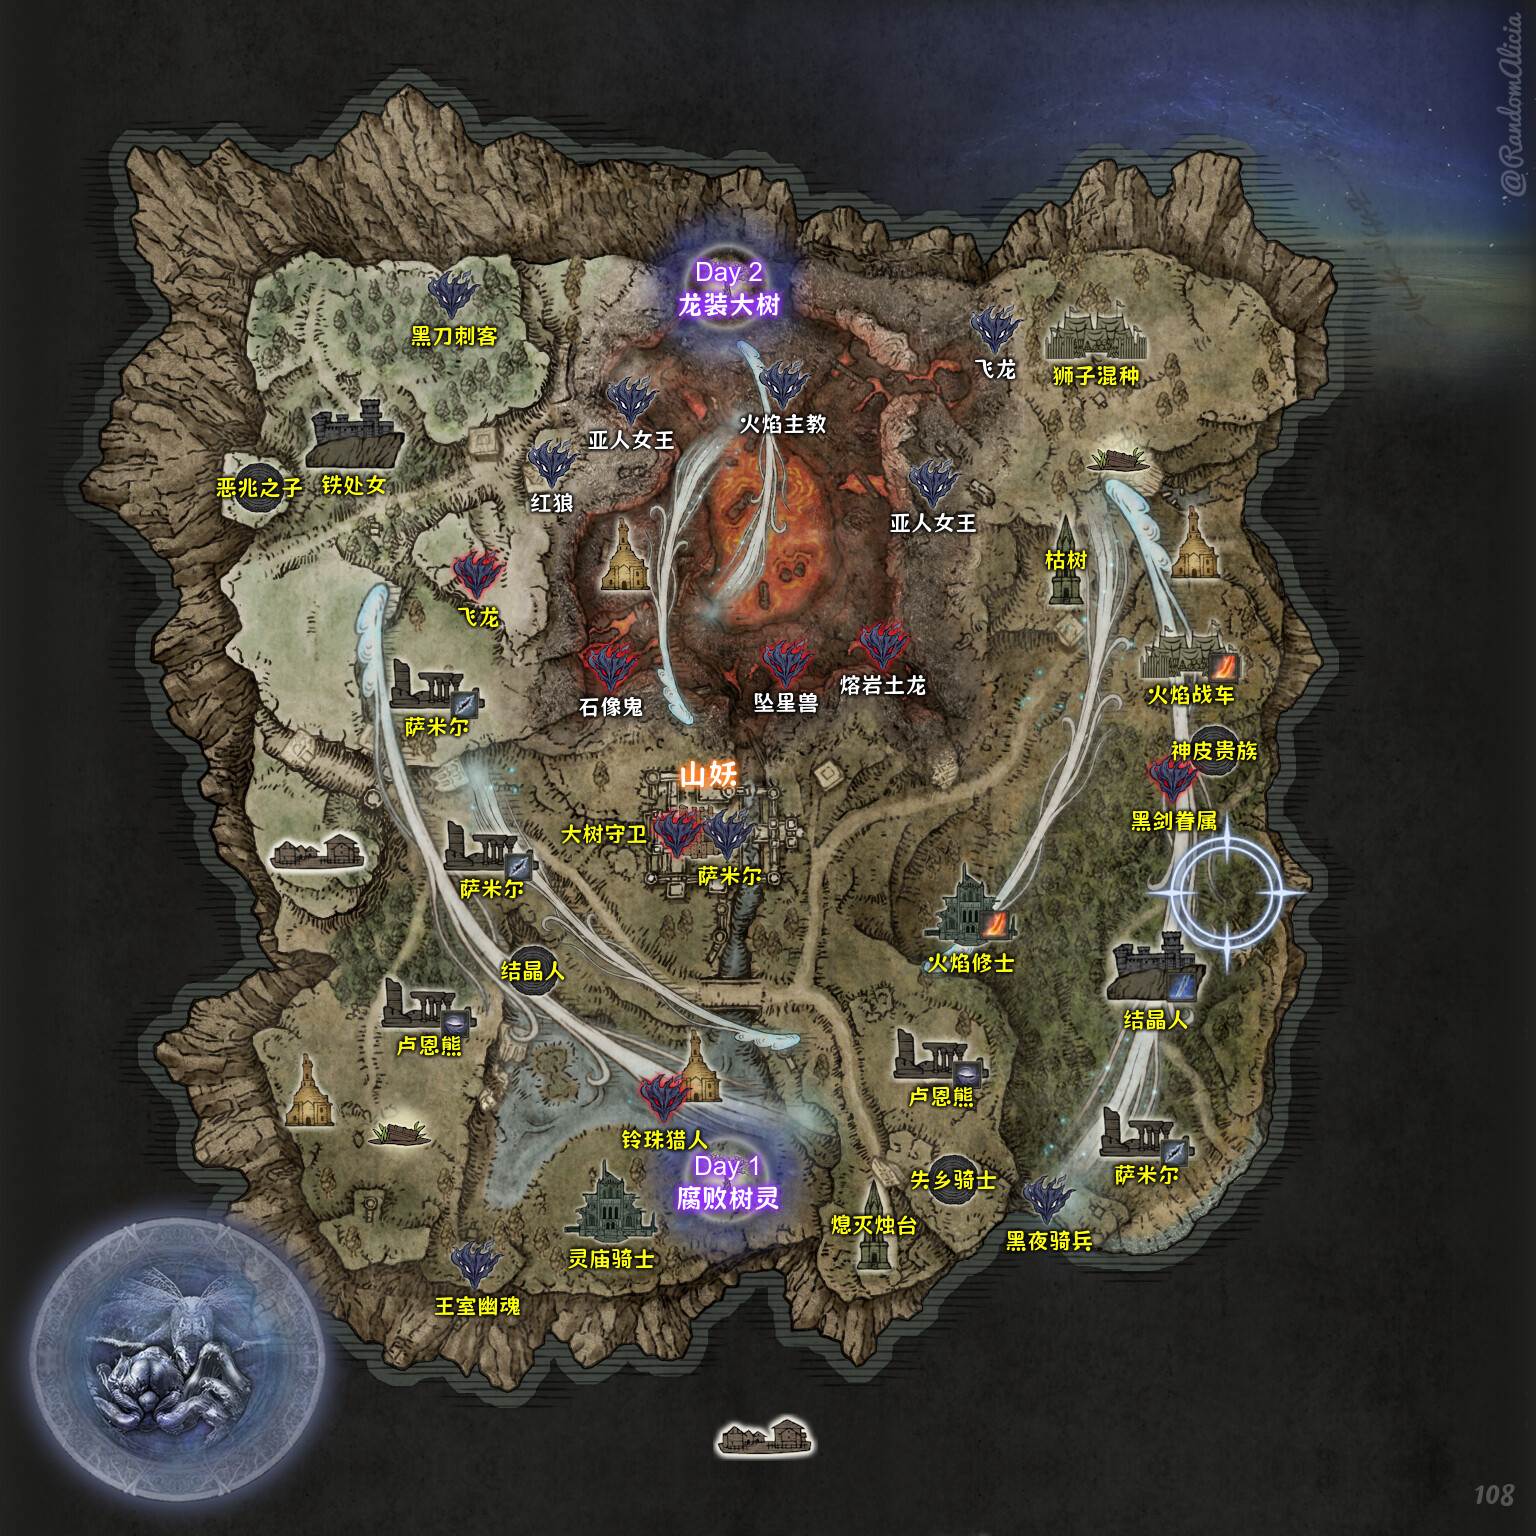 @RandomAlicia
Day 2
龙装大树
黑刀刺客
飞龙
狮子混种
亚人女王
火焰主教
恶兆之子
铁处女
红狼
亚人女王
枯树
飞龙
石像鬼
坠星兽
熔岩土龙
火焰战车
萨米尔
神皮贵族
山妖
黑剑眷属
大树守卫
萨米尔
萨米尔
结晶人
火焰修士
结晶人
卢恩熊
卢恩熊
铃珠猎人
Day 1
腐败树灵
失乡骑士
萨米尔
熄灭烛台
黑夜骑兵
灵庙骑士
王室幽魂
108